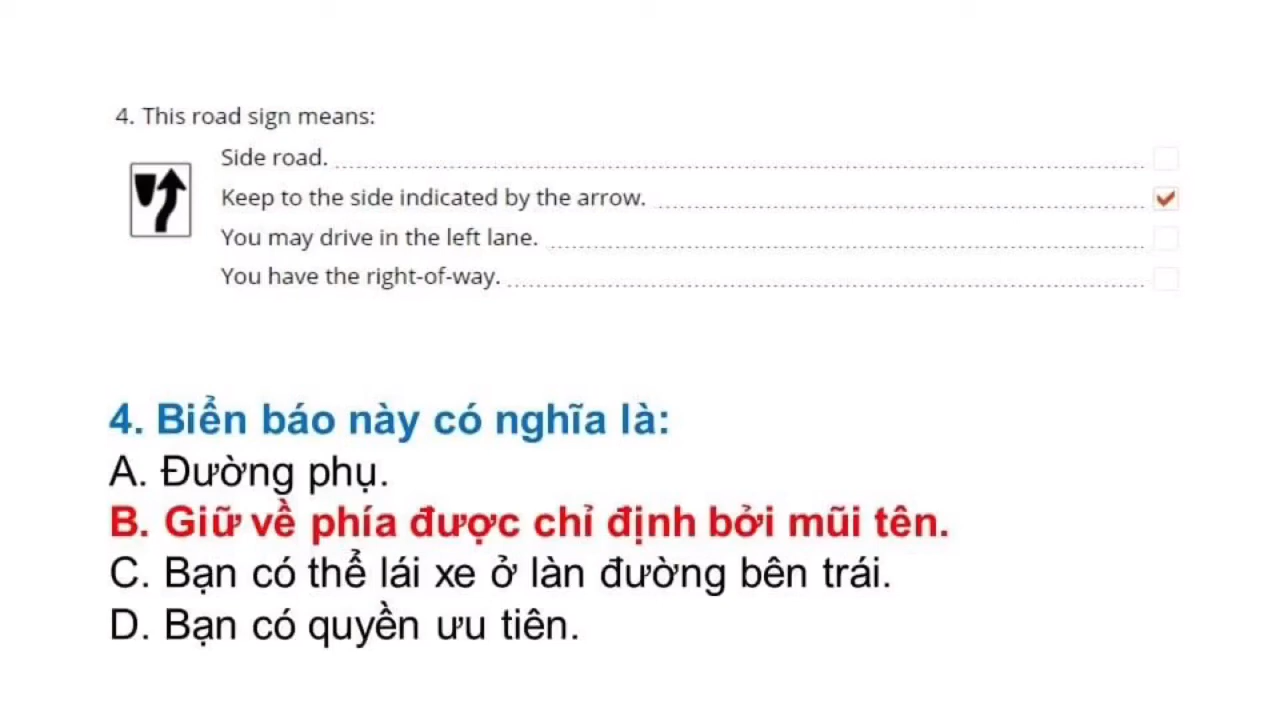 4. This road sign means:
Side road.
Keep to the side indicated by the arrow.
You may drive in the left lane.
You have the right-of-way.
4. Biển báo này có nghĩa là:
A. Đường phụ.
B. Giữ về phía được chỉ định bởi mũi tên.
C. Bạn có thể lái xe ở làn đường bên trái.
D. Bạn có quyền ưu tiên.